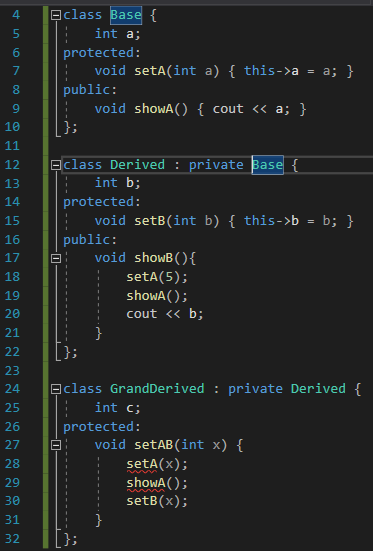 4 class Base {
5 int a;
6 protected:
7 void setA(int a) { this->a = a; }
8 public:
9 void showA() { cout << a; }
10 };
11
12 class Derived : private Base {
13 int b;
14 protected:
15 void setB(int b) { this->b = b; }
16 public:
17 void showB(){
18 setA(5);
19 showA();
20 cout << b;
21 }
22 };
23
24 class GrandDerived : private Derived {
25 int c;
26 protected:
27 void setAB(int x) {
28 setA(x);
29 showA();
30 setB(x);
31 }
32 };